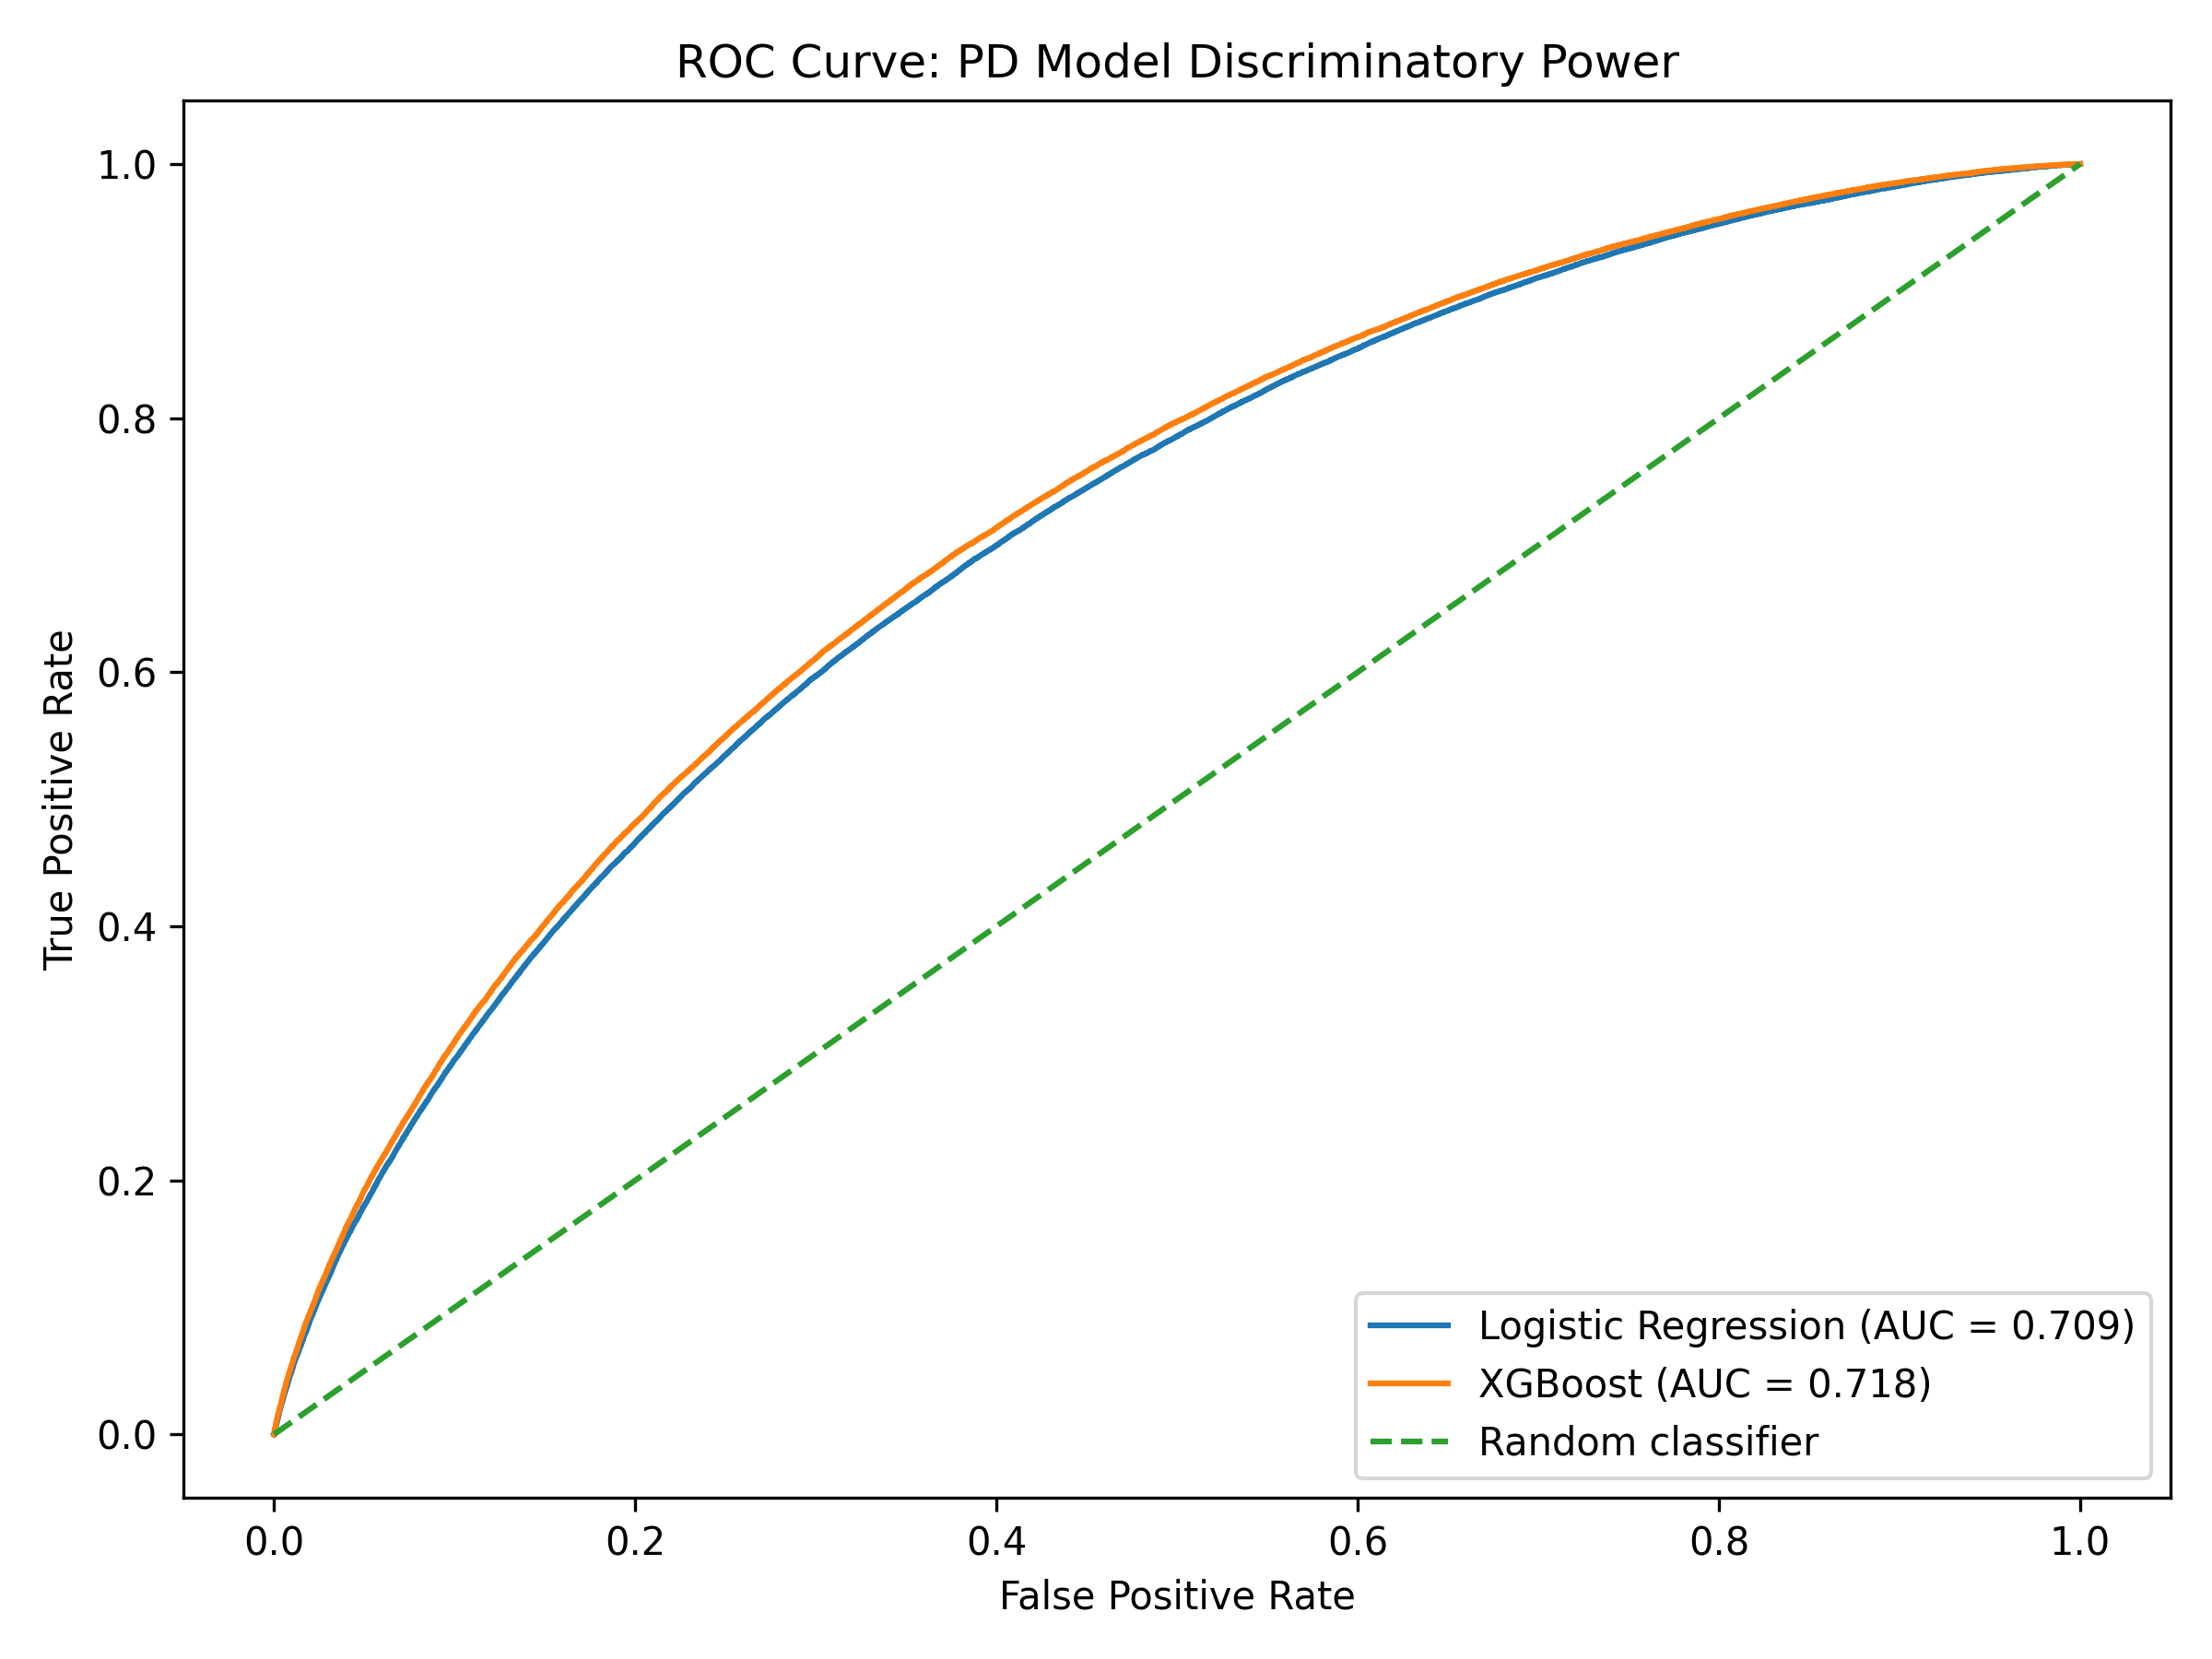 ROC Curve: PD Model Discriminatory Power
1.0
0.8
0.6
0.4
0.2
0.0
True Positive Rate
0.0 0.2 0.4 0.6 0.8 1.0
False Positive Rate
Logistic Regression (AUC = 0.709)
XGBoost (AUC = 0.718)
Random classifier